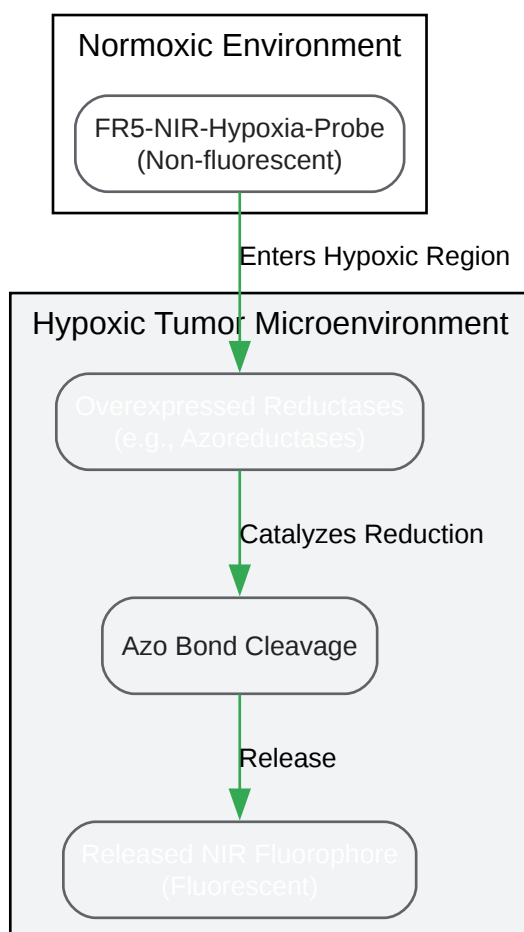 Normoxic Environment
FR5-NIR-Hypoxia-Probe
(Non-fluorescent)
Enters Hypoxic Region
Hypoxic Tumor Microenvironment
Overexpressed Reductases
(e.g., Azoreductases)
Catalyzes Reduction
Azo Bond Cleavage
Release
Released NIR Fluorophore
(Fluorescent)